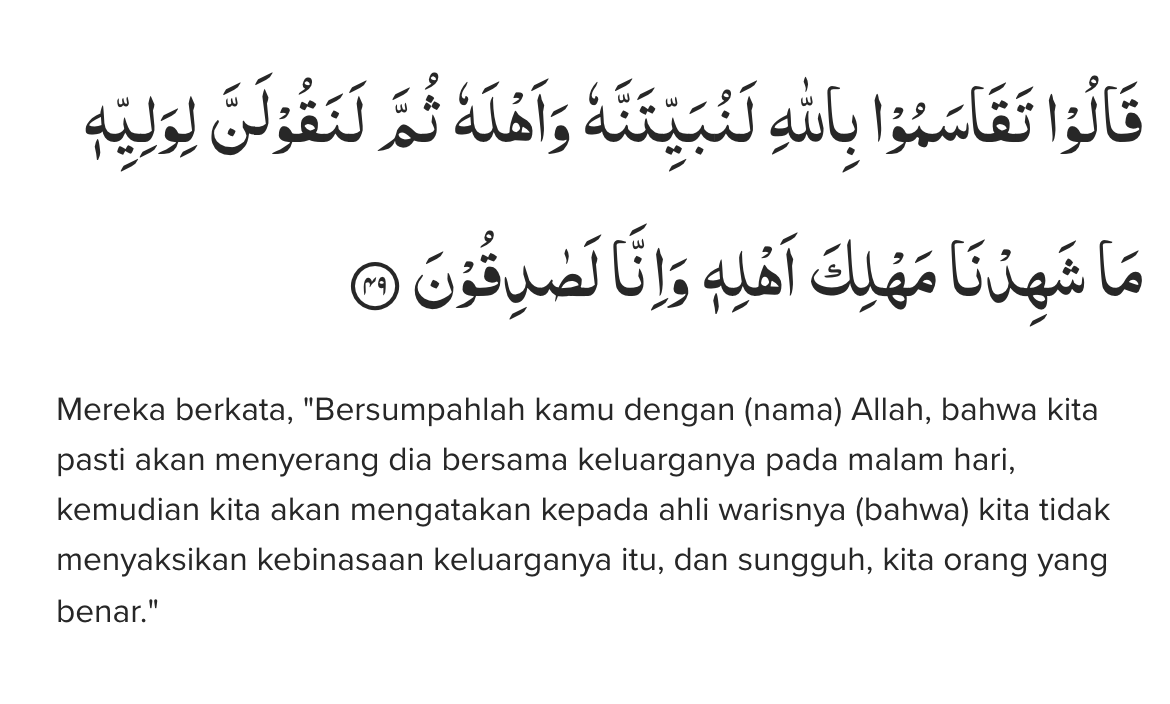 قَالُوْا تَقَاسَمُوْا بِاللّٰهِ لَنُبَيِّتَنَّهٗ وَاَهْلَهٗ ثُمَّ لَنَقُوْلَنَّ لِوَلِيِّهٖ
مَا شَهِدْنَا مَهْلِكَ اَهْلِهٖ وَاِنَّا لَصٰدِقُوْنَ ۴۹
Mereka berkata, "Bersumpahlah kamu dengan (nama) Allah, bahwa kita
pasti akan menyerang dia bersama keluarganya pada malam hari,
kemudian kita akan mengatakan kepada ahli warisnya (bahwa) kita tidak
menyaksikan kebinasaan keluarganya itu, dan sungguh, kita orang yang
benar."